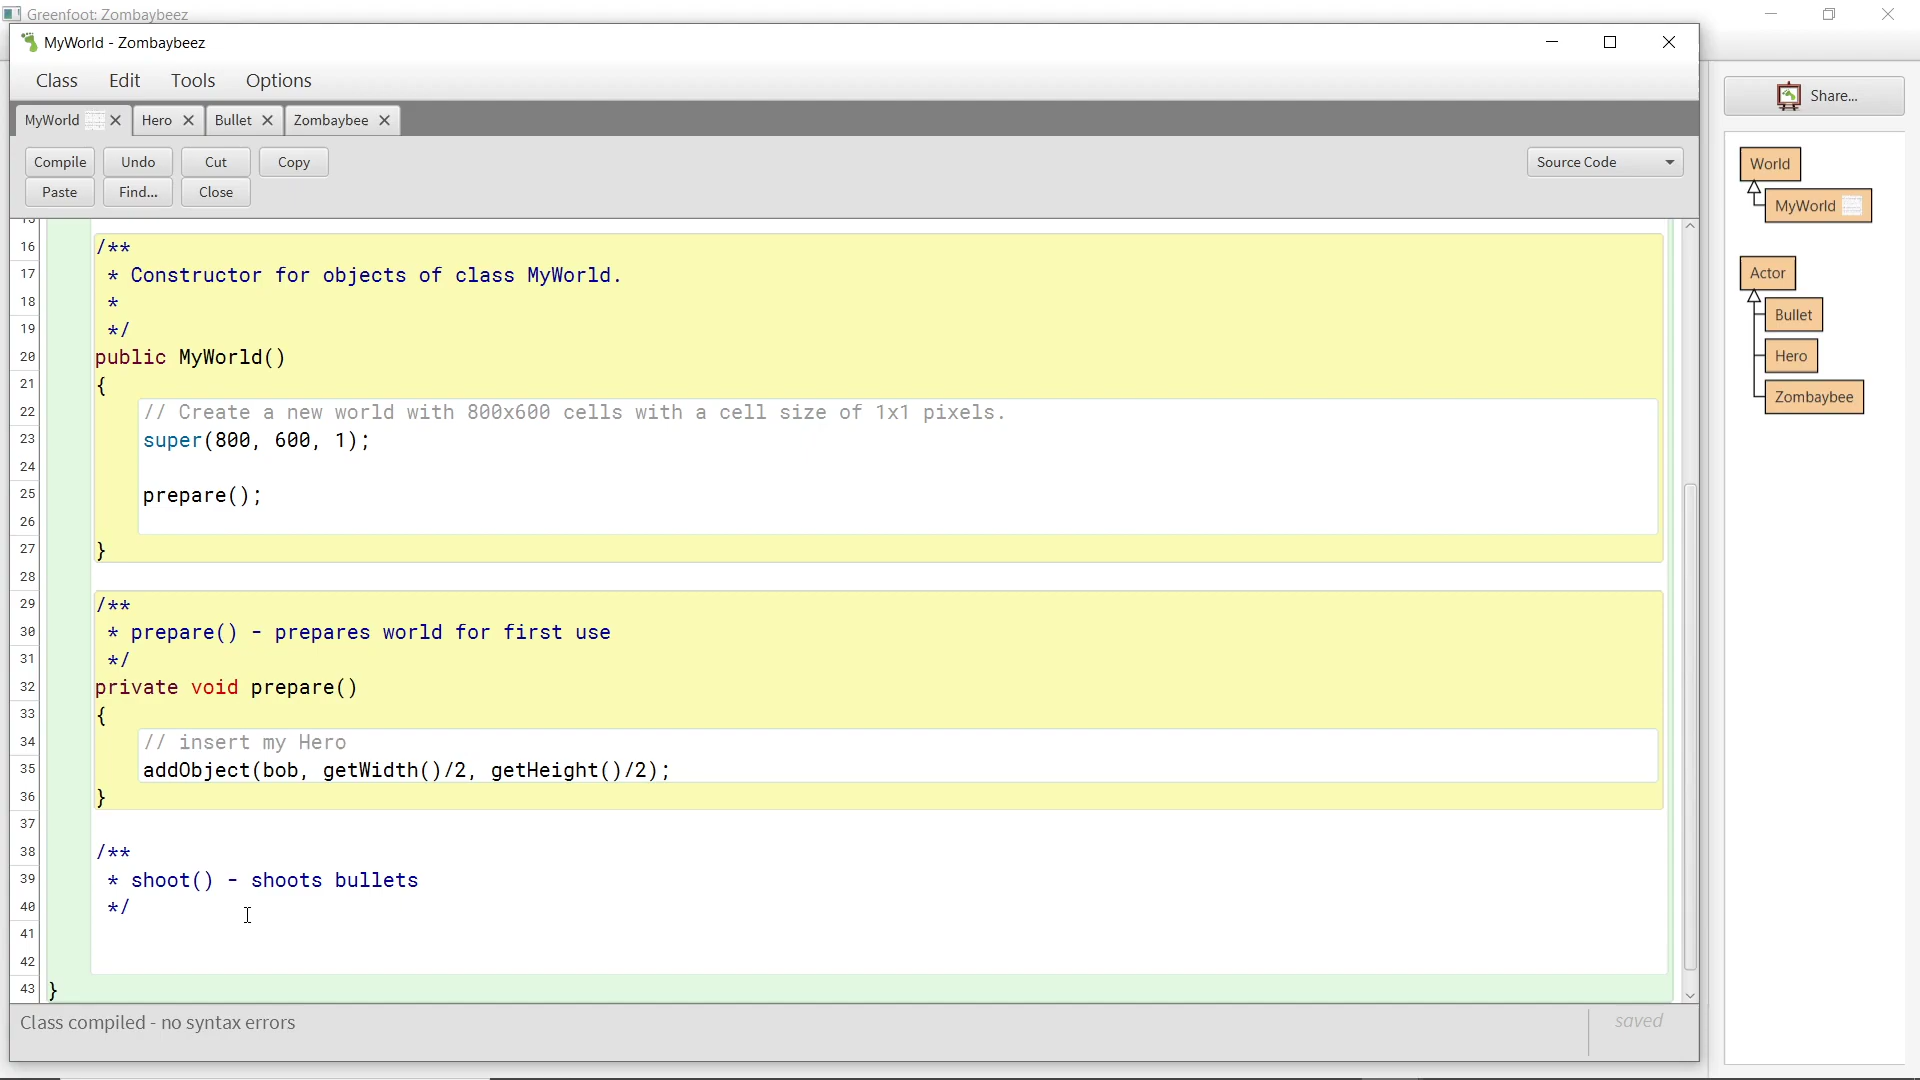 Greenfoot: Zombaybeez
MyWorld - Zombaybeez
Class Edit Tools Options
MyWorld Hero Bullet Zombaybee
Compile Undo Cut Copy
Source Code
Paste Find... Close
Share...
World
MyWorld
Actor
Bullet
Hero
Zombaybee
16 /**
17 * Constructor for objects of class MyWorld.
18 *
19 */
20 public MyWorld()
21 {
22 // Create a new world with 800x600 cells with a cell size of 1x1 pixels.
23 super(800, 600, 1);
24
25 prepare();
26
27 }
28
29 /**
30 * prepare() - prepares world for first use
31 */
32 private void prepare()
33 {
34 // insert my Hero
35 addObject(bob, getWidth()/2, getHeight()/2);
36 }
37
38 /**
39 * shoot() - shoots bullets
40 */
41
42
43 }
Class compiled - no syntax errors
saved